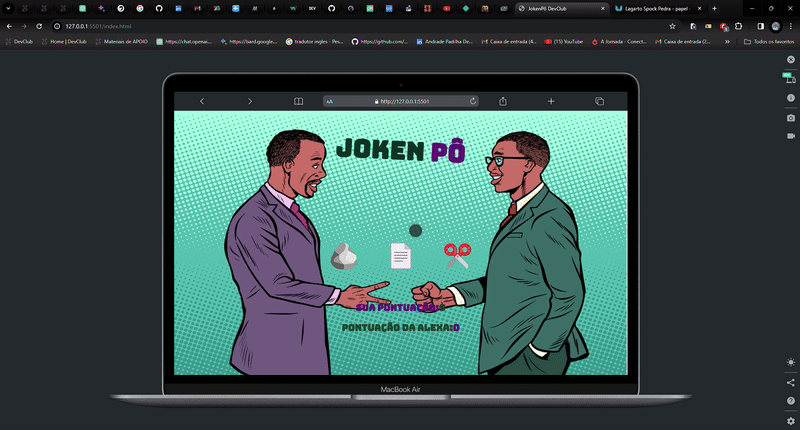 JokenPô DevClub
Lagarto Spock Pedra - papel
127.0.0.1:5501/index.html
DevClub
Home | DevClub
Materiais de APOIO
https://chat.openai...
https://bard.google...
tradutor ingles - Pes...
https://github.com/...
Andrade Padilha De...
Caixa de entrada (4...
(15) YouTube
A Jornada - Conect...
Caixa de entrada (2...
Todos os favoritos
AA
http://127.0.0.1:5501
JOKEN PÔ
SUA PONTUAÇÃO:
PONTUAÇÃO DA ALEXA:0
MacBook Air